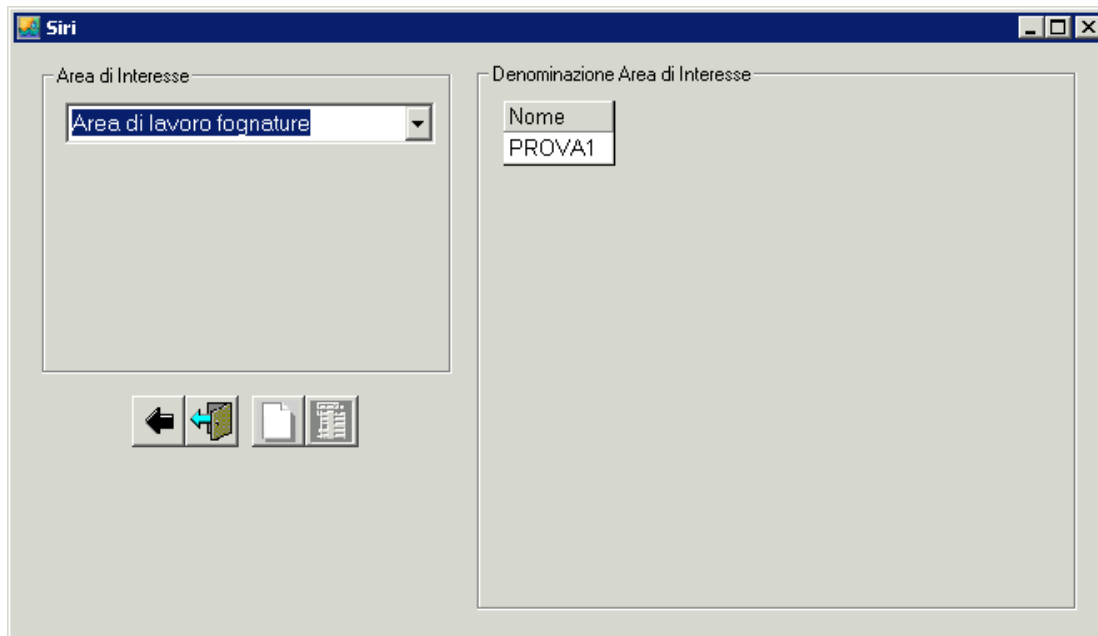 Siri
Area di Interesse
Area di lavoro fognature
Denominazione Area di Interesse
Nome
PROVA1